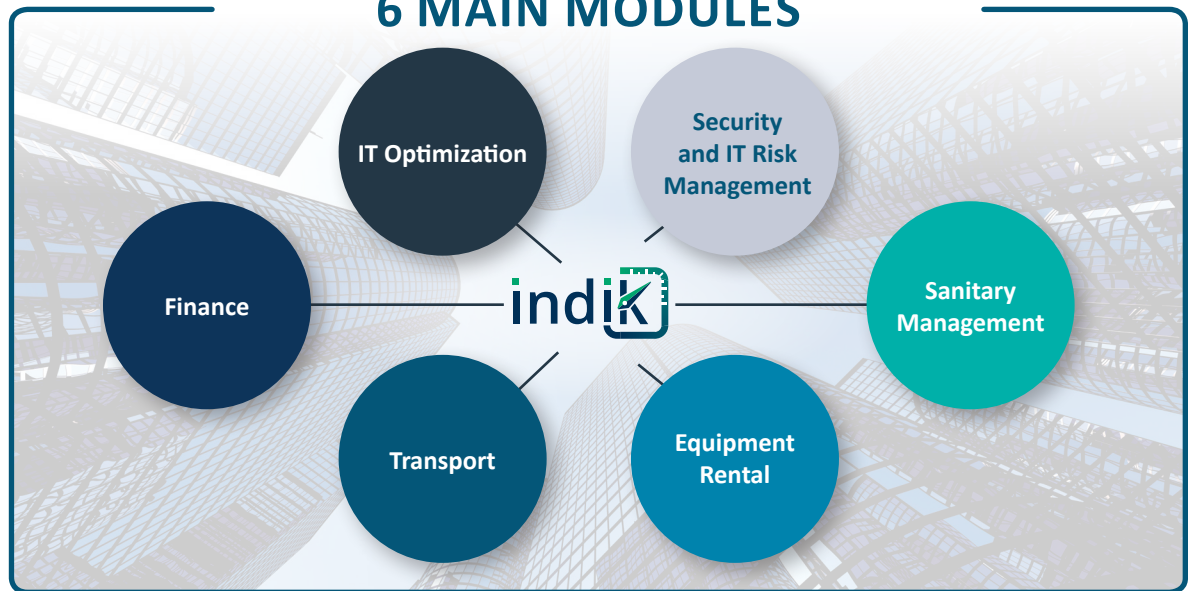 6 MAIN MODULES
IT Optimization
Security
and IT Risk
Management
Finance
indik
Sanitary
Management
Transport
Equipment
Rental